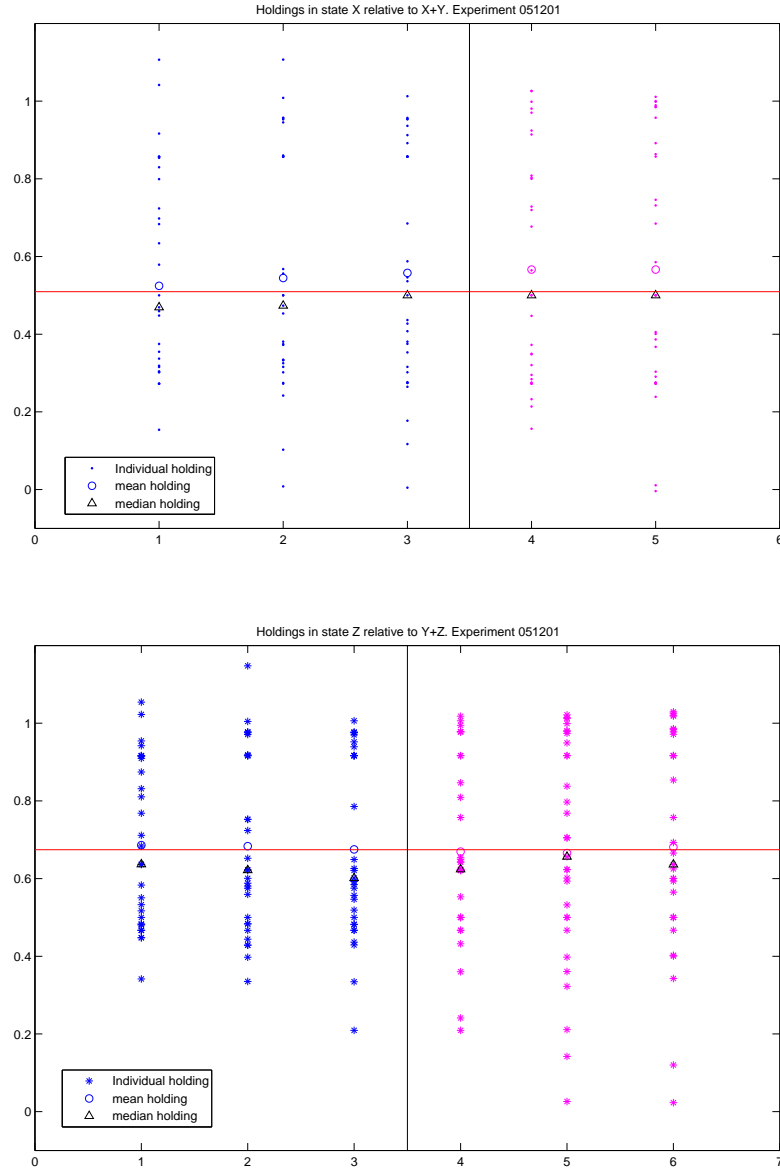 Holdings in state X relative to X+Y. Experiment 051201
1
0.8
0.6
0.4
0.2
0
Individual holding
mean holding
median holding
0 1 2 3 4 5 6
Holdings in state Z relative to Y+Z. Experiment 051201
1
0.8
0.6
0.4
0.2
0
Individual holding
mean holding
median holding
0 1 2 3 4 5 6 7